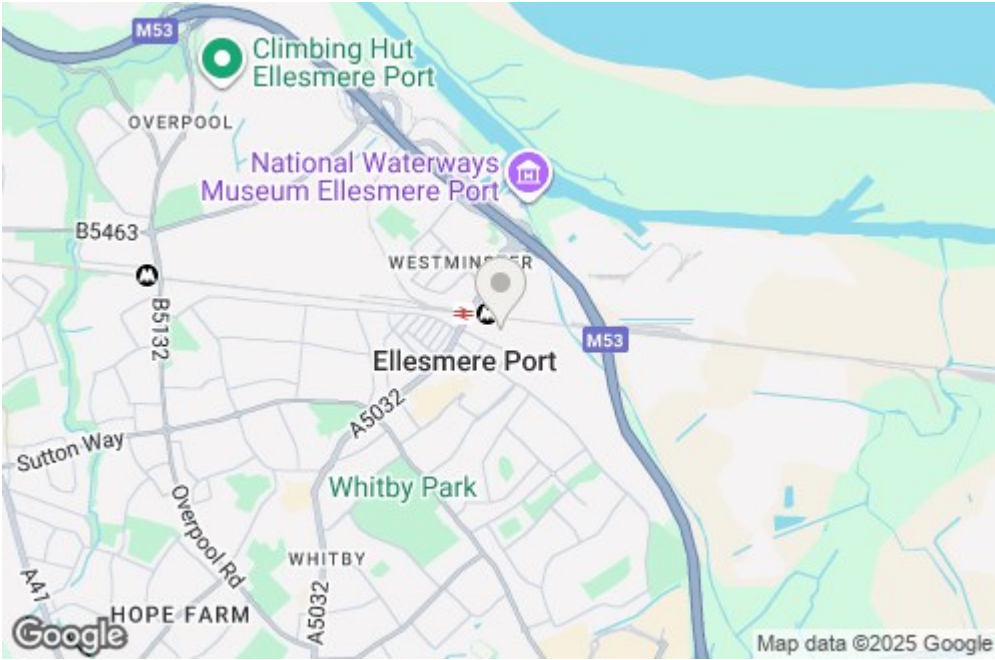 M53
Climbing Hut
Ellesmere Port
OVERPOOL
National Waterways
Museum Ellesmere Port
B5463
WESTMINSTER
B5132
M53
Ellesmere Port
A5032
Sutton Way
Whitby Park
Overpool Rd
WHITBY
A5032
A41
HOPE FARM
Google
Map data ©2025 Google